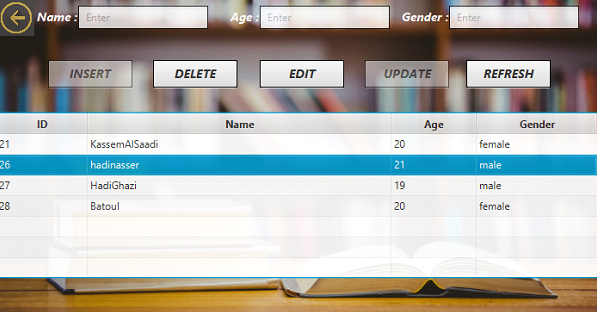 Name : Enter Age : Enter Gender : Enter
INSERT DELETE EDIT UPDATE REFRESH
ID Name Age Gender
21 KassemAlSaadi 20 female
26 hadinasser 21 male
27 HadiGhazi 19 male
28 Batoul 20 female